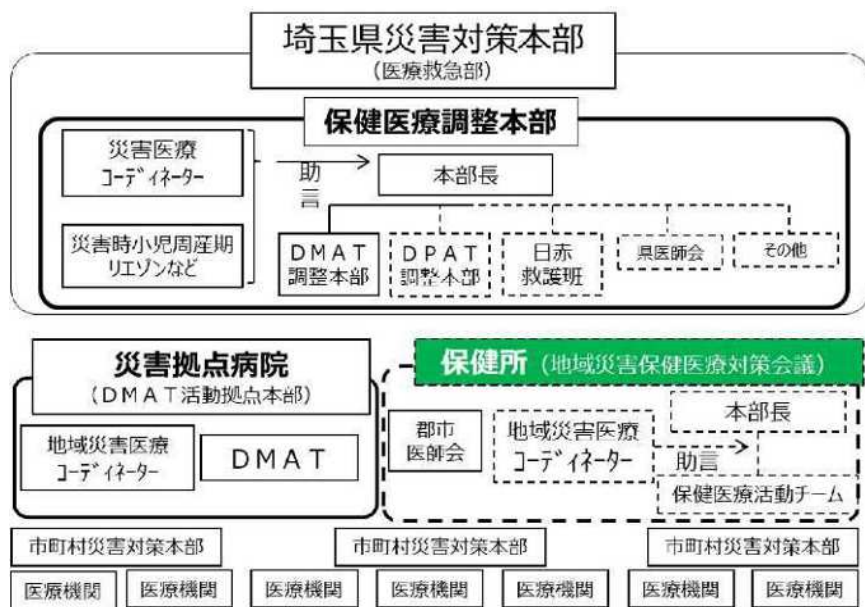 埼玉県災害対策本部
(医療救急部)
保健医療調整本部
災害医療
ｺｰﾃﾞｨﾈｰﾀｰ
助
言
本部長
災害時小児周産期
リエゾンなど
DMAT
調整本部
DPAT
調整本部
日赤
救護班
県医師会
その他
災害拠点病院
(DMAT活動拠点本部)
地域災害医療
ｺｰﾃﾞｨﾈｰﾀｰ
DMAT
保健所(地域災害保健医療対策会議)
郡市
医師会
地域災害医療
ｺｰﾃﾞｨﾈｰﾀｰ
助言
本部長
保健医療活動チーム
市町村災害対策本部
市町村災害対策本部
市町村災害対策本部
医療機関
医療機関
医療機関
医療機関
医療機関
医療機関
医療機関